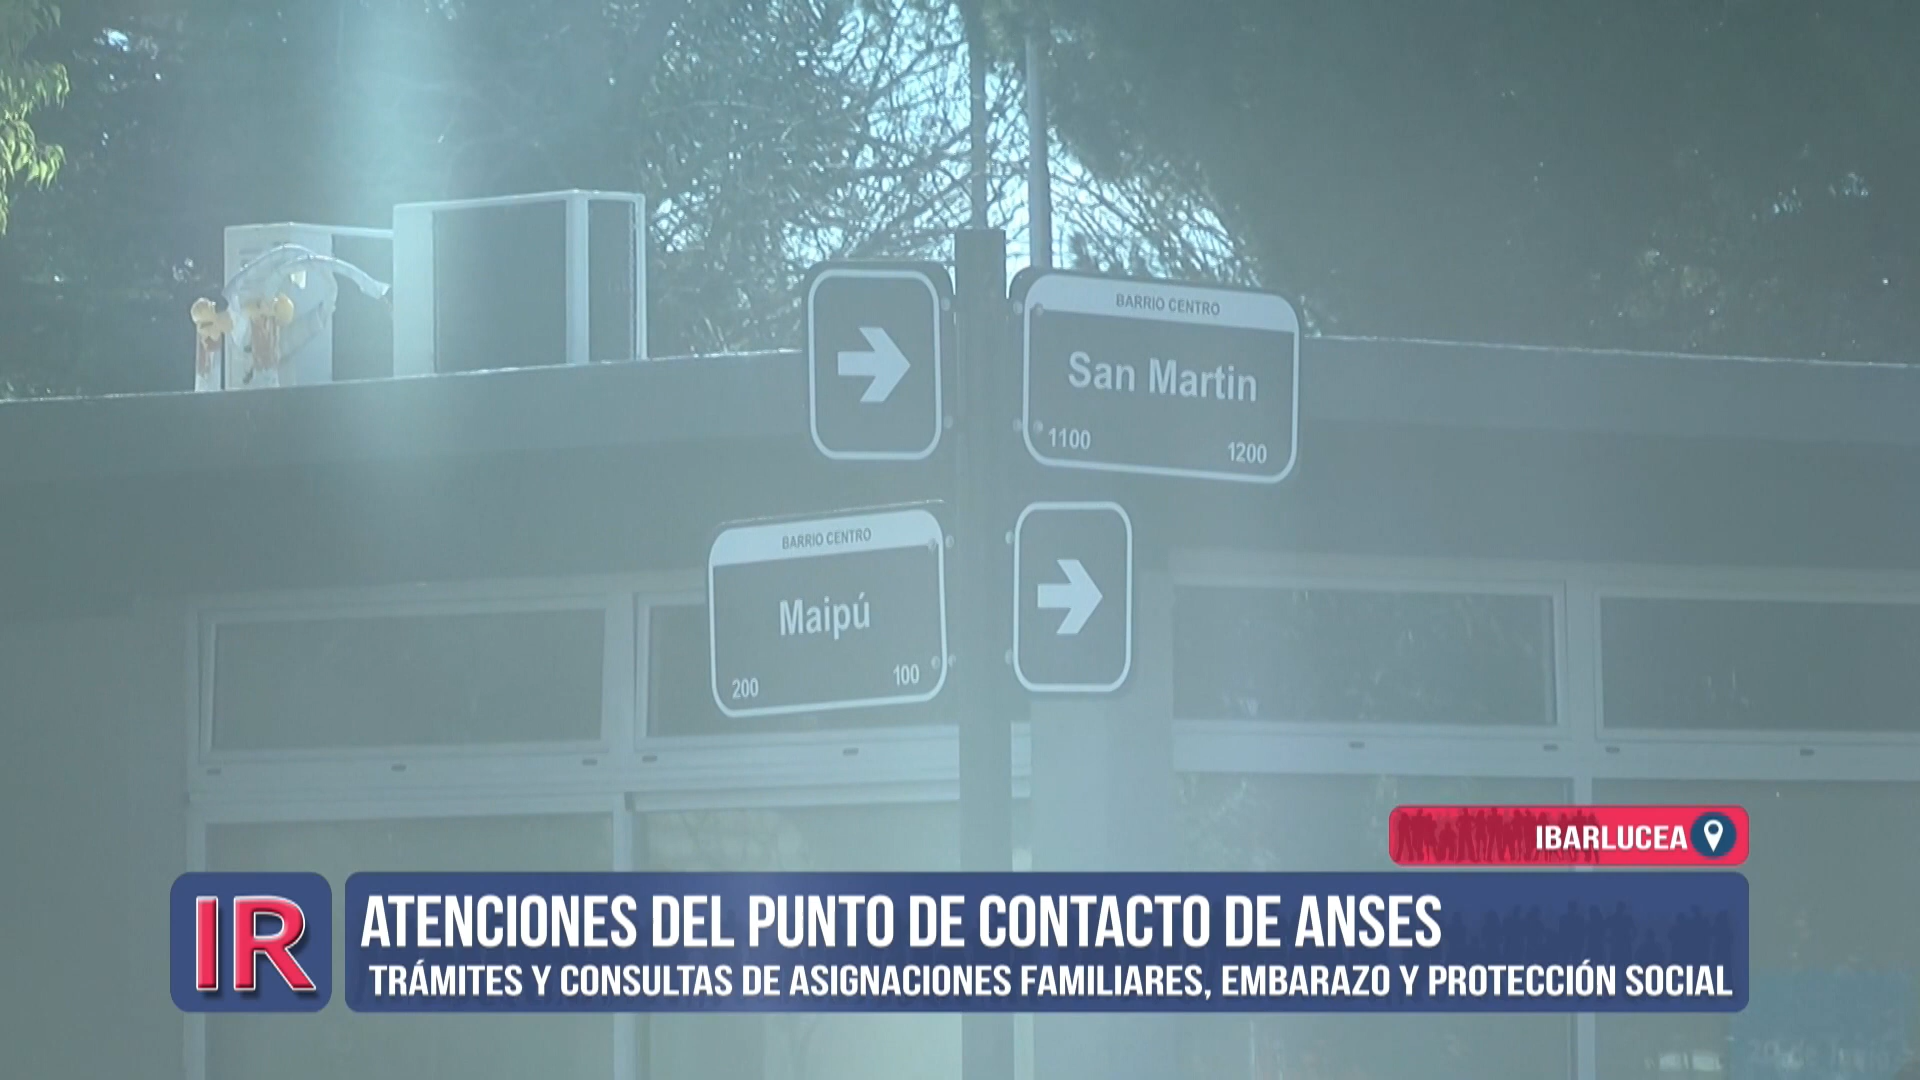 BARRIO CENTRO
San Martin
1100 1200
BARRIO CENTRO
Maipú
200 100
IBARLUCEA
IR
ATENCIONES DEL PUNTO DE CONTACTO DE ANSES
TRÁMITES Y CONSULTAS DE ASIGNACIONES FAMILIARES, EMBARAZO Y PROTECCIÓN SOCIAL